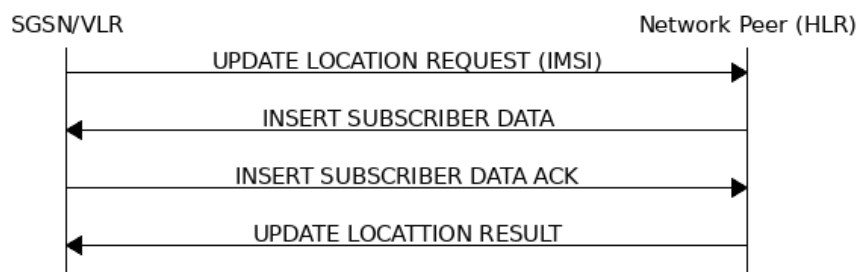 SGSN/VLR Network Peer (HLR)
UPDATE LOCATION REQUEST (IMSI)
INSERT SUBSCRIBER DATA
INSERT SUBSCRIBER DATA ACK
UPDATE LOCATTION RESULT